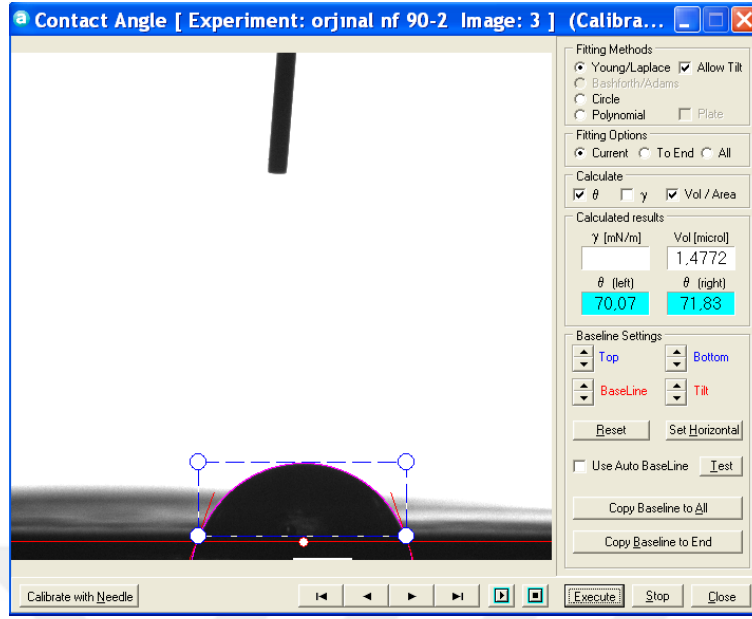 Contact Angle [ Experiment: orjınal nf 90-2 Image: 3 ] (Calibra...
Fitting Methods
Young/Laplace Allow Tilt
Bashforth/Adams
Circle
Polynomial Plate
Fitting Options
Current To End All
Calculate
θ γ Vol / Area
Calculated results
γ [mN/m] Vol [microl]
1,4772
θ (left) θ (right)
70,07 71,83
Baseline Settings
Top Bottom
BaseLine Tilt
Reset Set Horizontal
Use Auto BaseLine Test
Copy Baseline to All
Copy Baseline to End
Calibrate with Needle Execute Stop Close